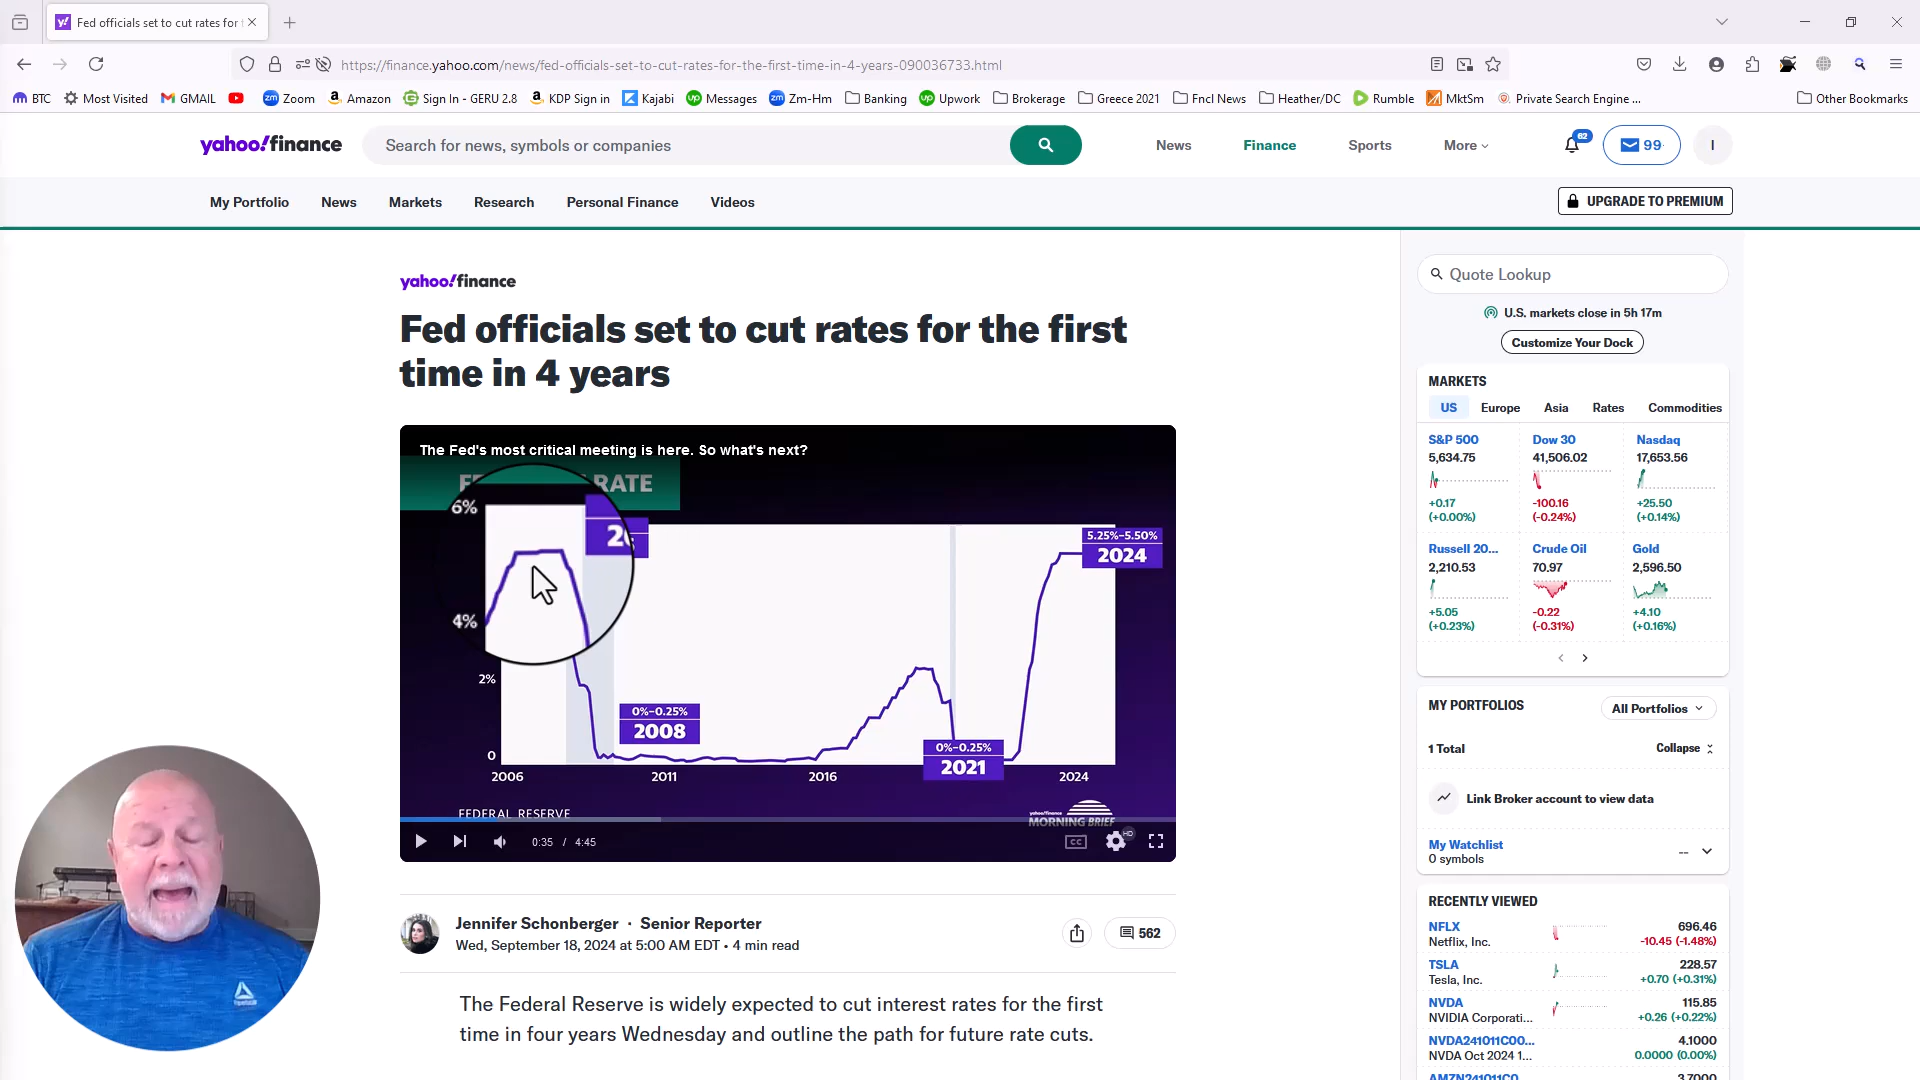 Fed officials set to cut rates for
https://finance.yahoo.com/news/fed-officials-set-to-cut-rates-for-the-first-time-in-4-years-090036733.html
BTC Most Visited GMAIL Zoom Amazon Sign In - GERU 2.8 KDP Sign in Kajabi Messages Zm-Hm Banking Upwork Brokerage Greece 2021 Fncl News Heather/DC Rumble MktSm Private Search Engine ... Other Bookmarks
yahoo!finance Search for news, symbols or companies News Finance Sports More 62 99 I
My Portfolio News Markets Research Personal Finance Videos UPGRADE TO PREMIUM
yahoo!finance
Fed officials set to cut rates for the first
time in 4 years
The Fed's most critical meeting is here. So what's next?
RATE
6%
4%
2%
0
5.25%-5.50%
2024
0%-0.25%
2008
0%-0.25%
2021
2006 2011 2016 2024
FEDERAL RESERVE
yahoo!finance
MORNING BRIEF
0:35 / 4:45 CC HD
Jennifer Schonberger · Senior Reporter
Wed, September 18, 2024 at 5:00 AM EDT • 4 min read
562
The Federal Reserve is widely expected to cut interest rates for the first
time in four years Wednesday and outline the path for future rate cuts.
Quote Lookup
U.S. markets close in 5h 17m
Customize Your Dock
MARKETS
US Europe Asia Rates Commodities
S&P 500 Dow 30 Nasdaq
5,634.75 41,506.02 17,653.56
+0.17 -100.16 +25.50
(+0.00%) (-0.24%) (+0.14%)
Russell 20... Crude Oil Gold
2,210.53 70.97 2,596.50
+5.05 -0.22 +4.10
(+0.23%) (-0.31%) (+0.16%)
MY PORTFOLIOS All Portfolios
1 Total Collapse
Link Broker account to view data
My Watchlist --
0 symbols
RECENTLY VIEWED
NFLX 696.46
Netflix, Inc. -10.45 (-1.48%)
TSLA 228.57
Tesla, Inc. +0.70 (+0.31%)
NVDA 115.85
NVIDIA Corporati... +0.26 (+0.22%)
NVDA241011C00... 4.1000
NVDA Oct 2024 1... 0.0000 (0.00%)
AMZN241011C0 3.7000